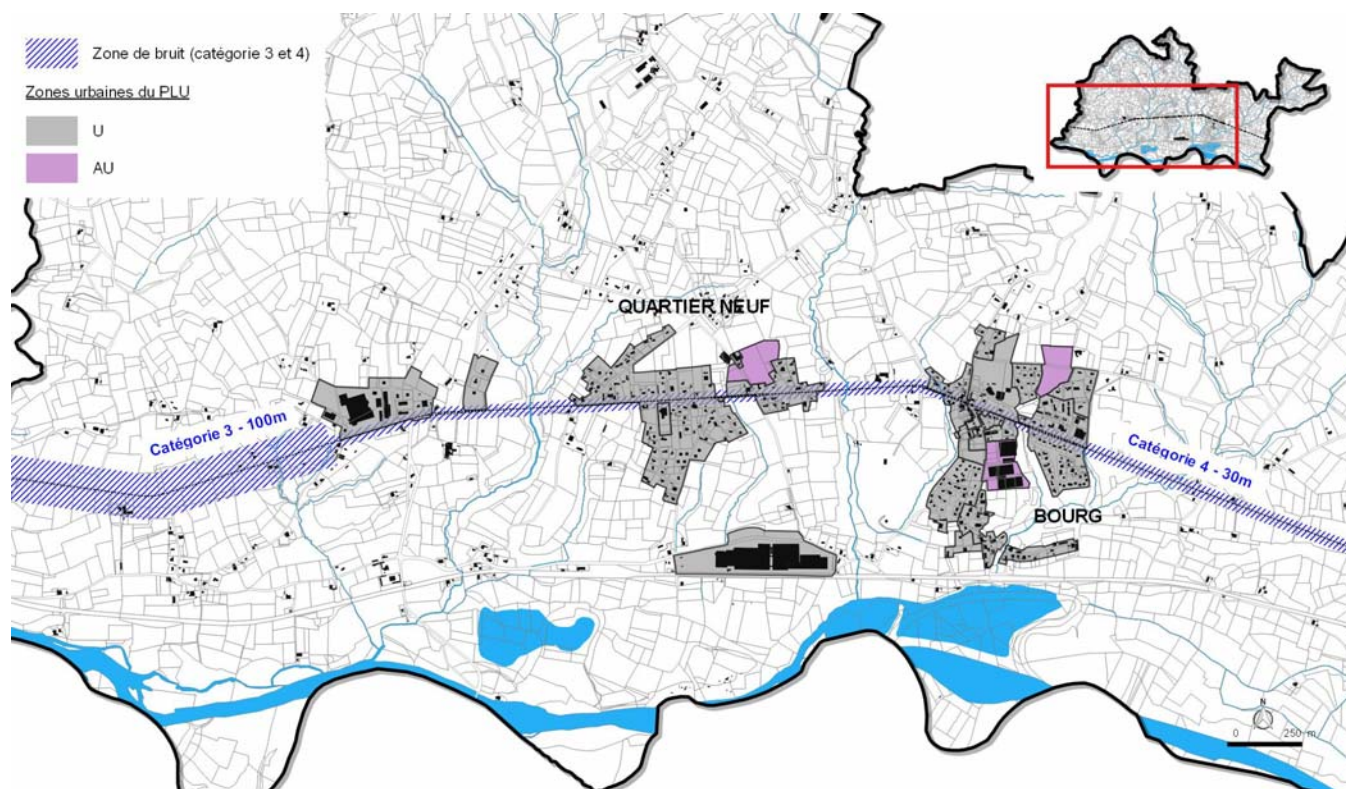 Zone de bruit (catégorie 3 et 4)
Zones urbaines du PLU
U
AU
QUARTIER NEUF
Catégorie 3 - 100m
Catégorie 4 - 30m
BOURG
N
0 250 m